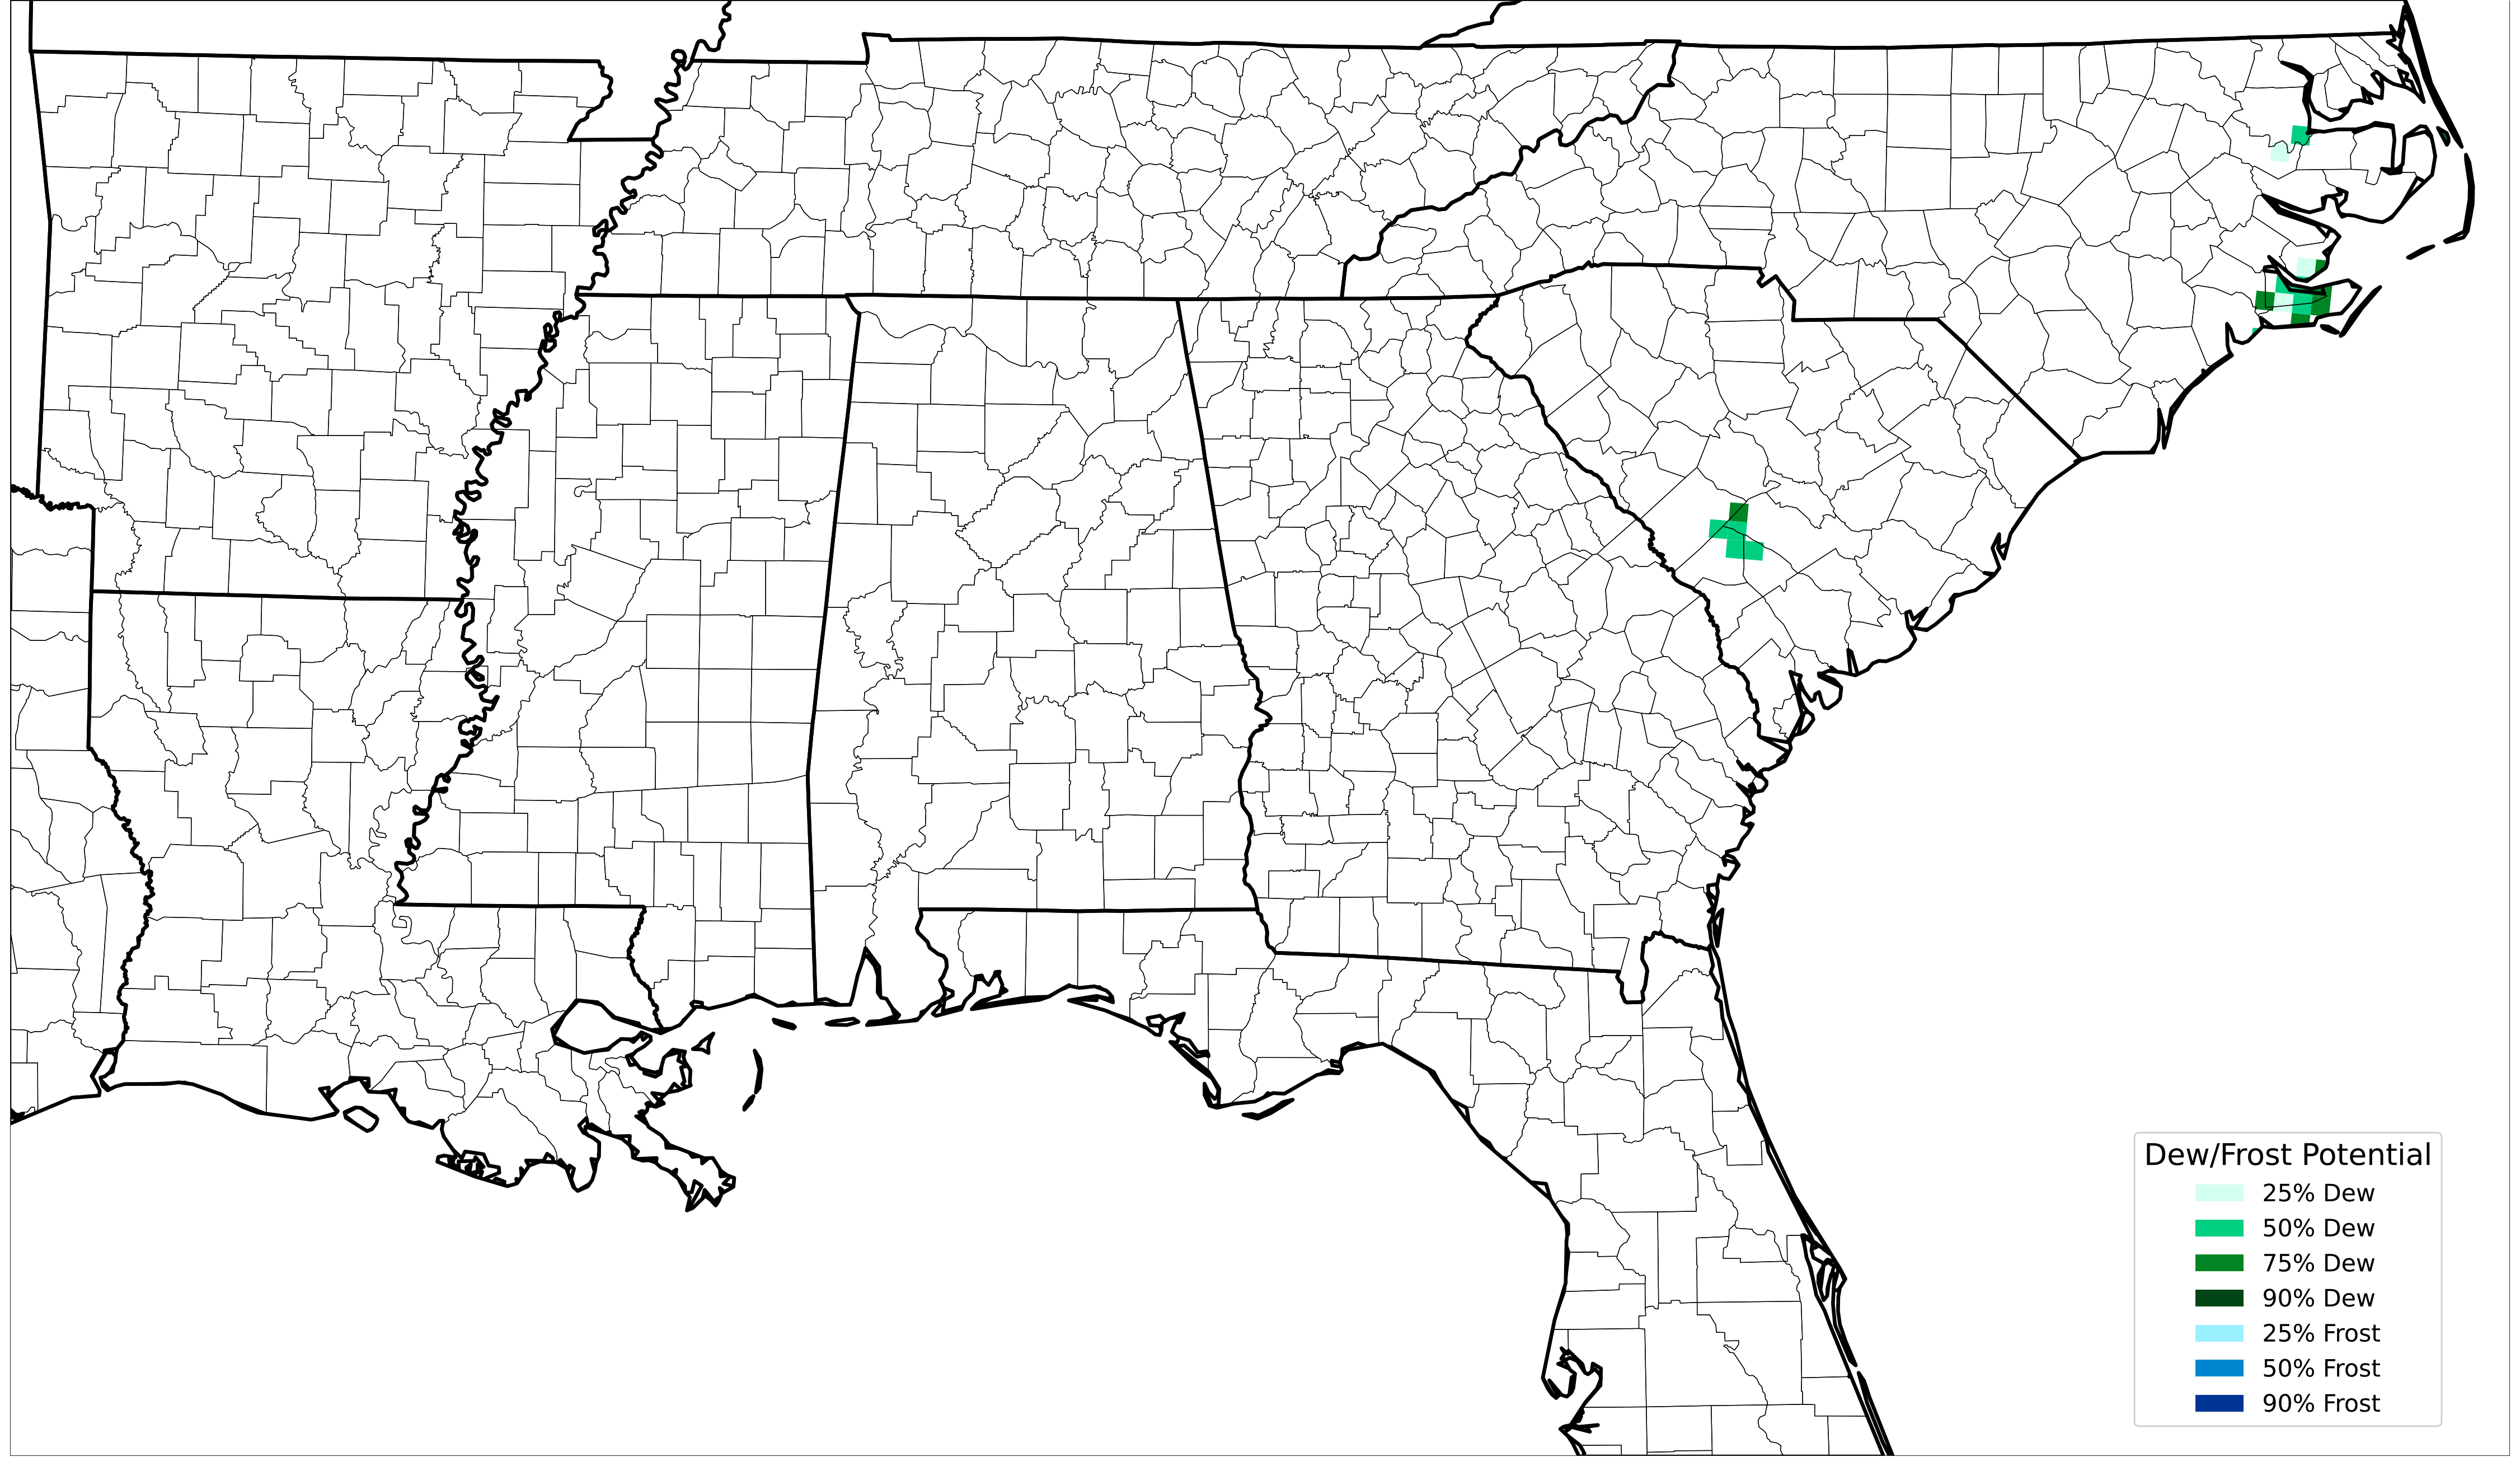 Dew/Frost Potential
25% Dew
50% Dew
75% Dew
90% Dew
25% Frost
50% Frost
90% Frost